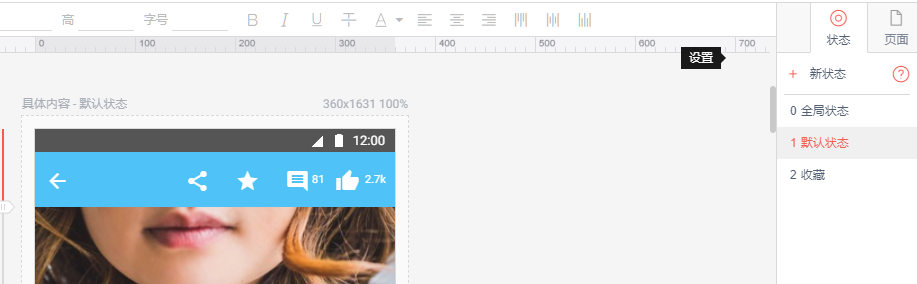 高 字号 B I U A
状态 页面
0 100 200 300 400 500 600 700
设置
+ 新状态 ?
具体内容 - 默认状态 360x1631 100%
0 全局状态
12:00
1 默认状态
81 2.7k
2 收藏